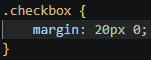 .checkbox {
    margin: 20px 0;
}